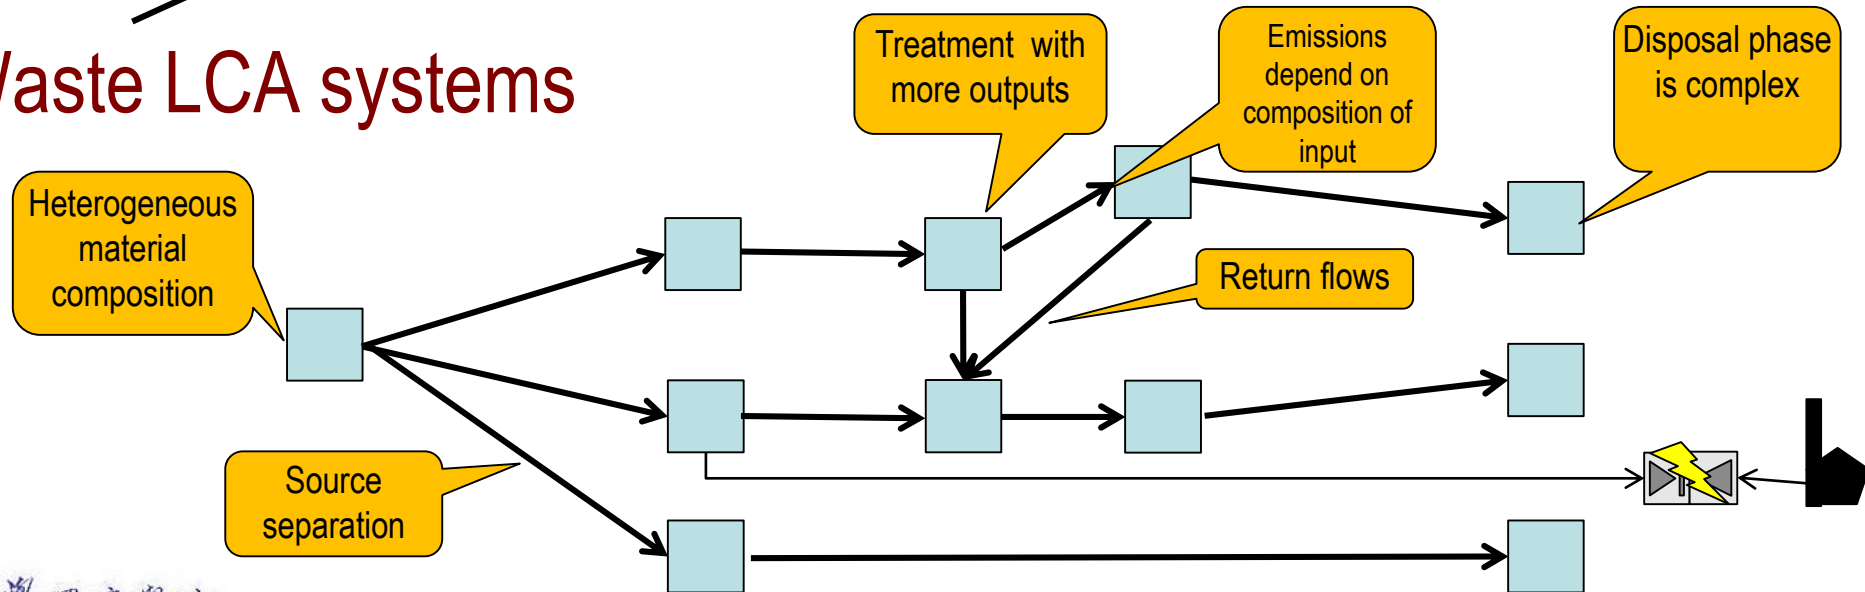 Waste LCA systems
Treatment with
more outputs
Emissions
depend on
composition of
input
Disposal phase
is complex
Heterogeneous
material
composition
Return flows
Source
separation